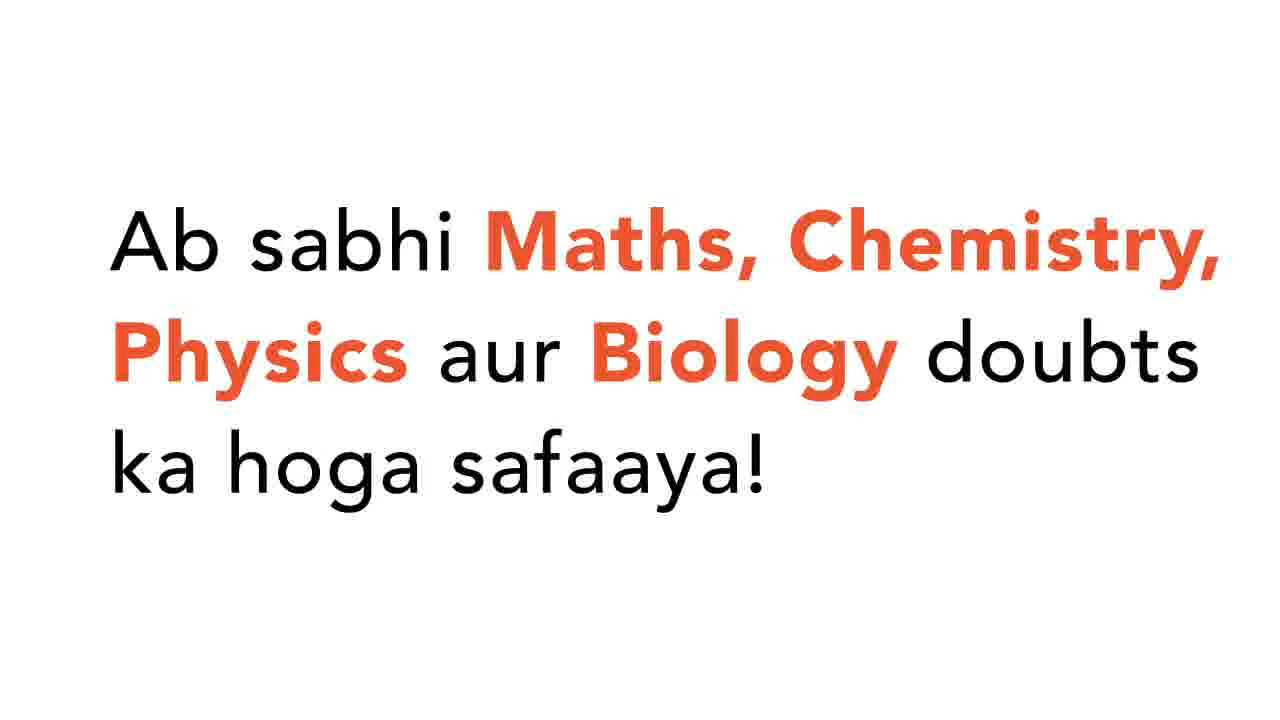 Ab sabhi Maths, Chemistry,
Physics aur Biology doubts
ka hoga safaaya!